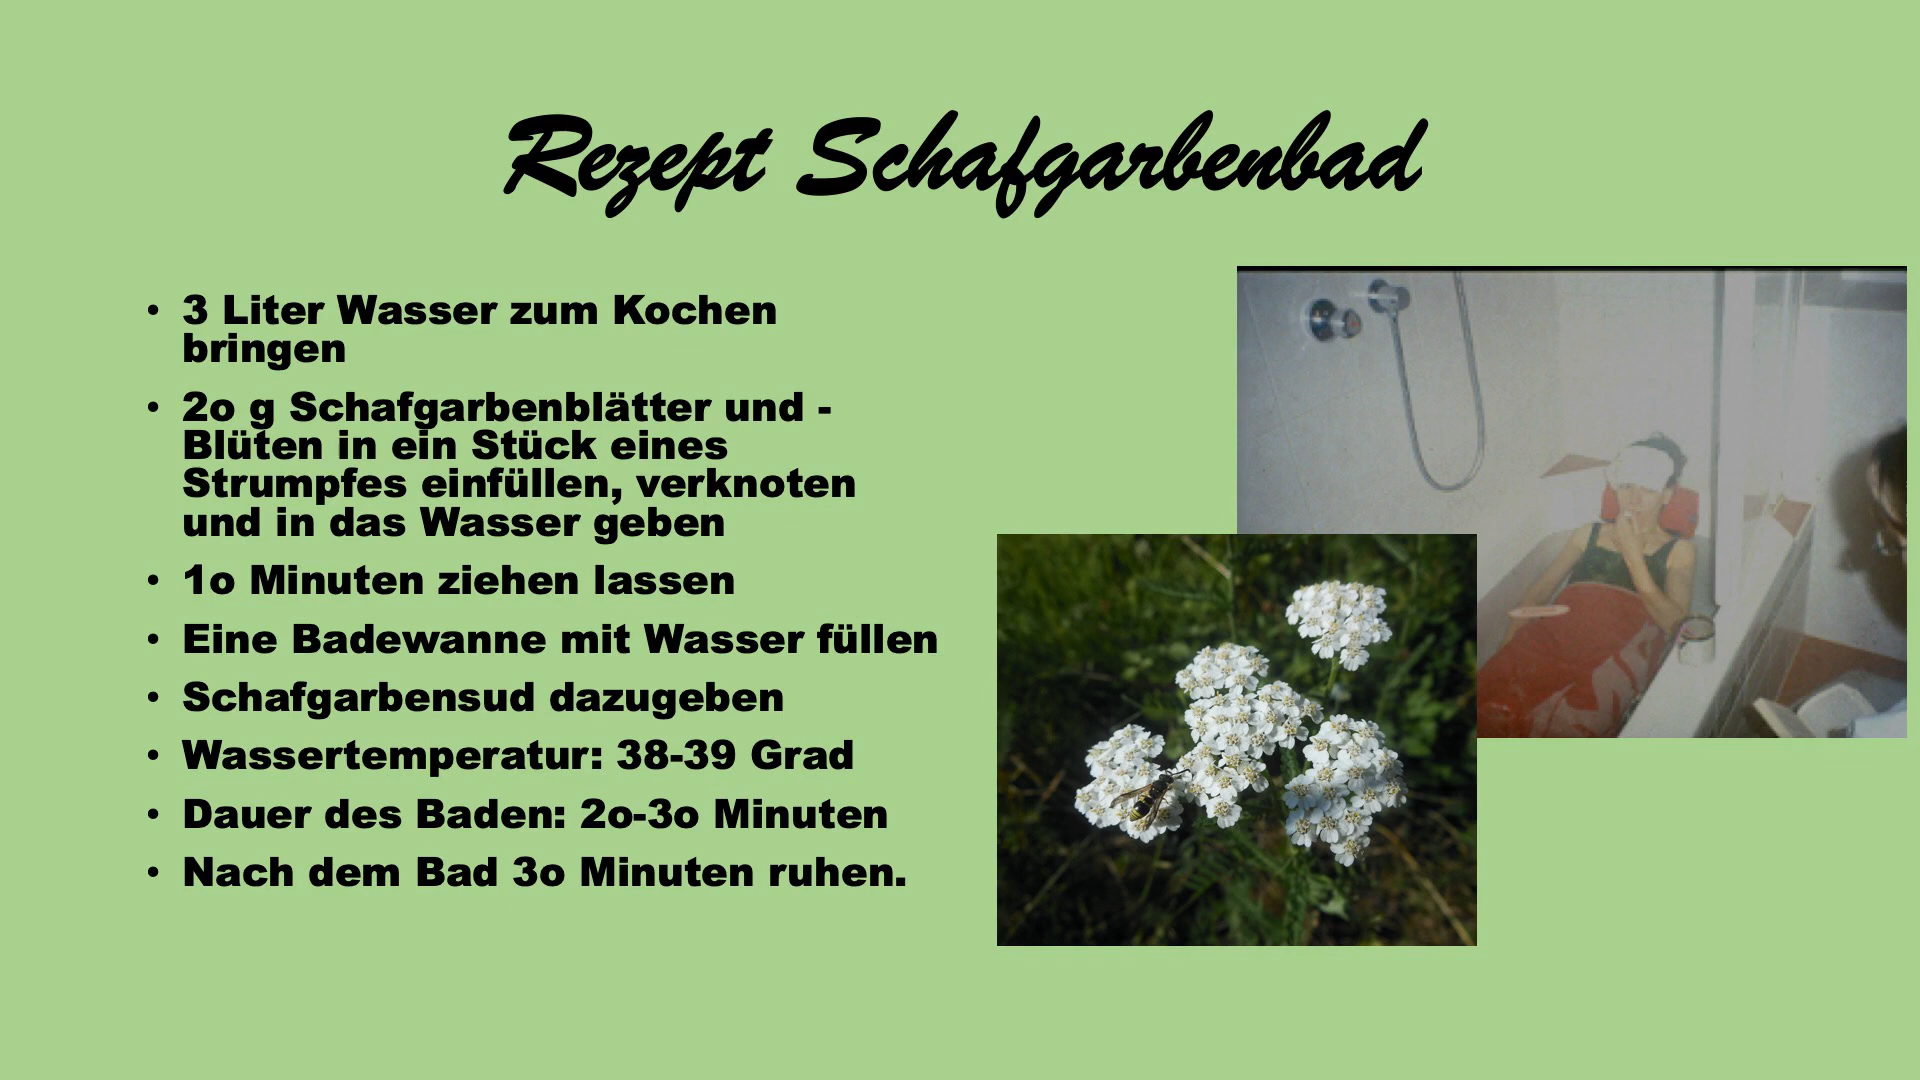 Rezept Schafgarbenbad
• 3 Liter Wasser zum Kochen
bringen
• 2o g Schafgarbenblätter und -
Blüten in ein Stück eines
Strumpfes einfüllen, verknoten
und in das Wasser geben
• 1o Minuten ziehen lassen
• Eine Badewanne mit Wasser füllen
• Schafgarbensud dazugeben
• Wassertemperatur: 38-39 Grad
• Dauer des Baden: 2o-3o Minuten
• Nach dem Bad 3o Minuten ruhen.